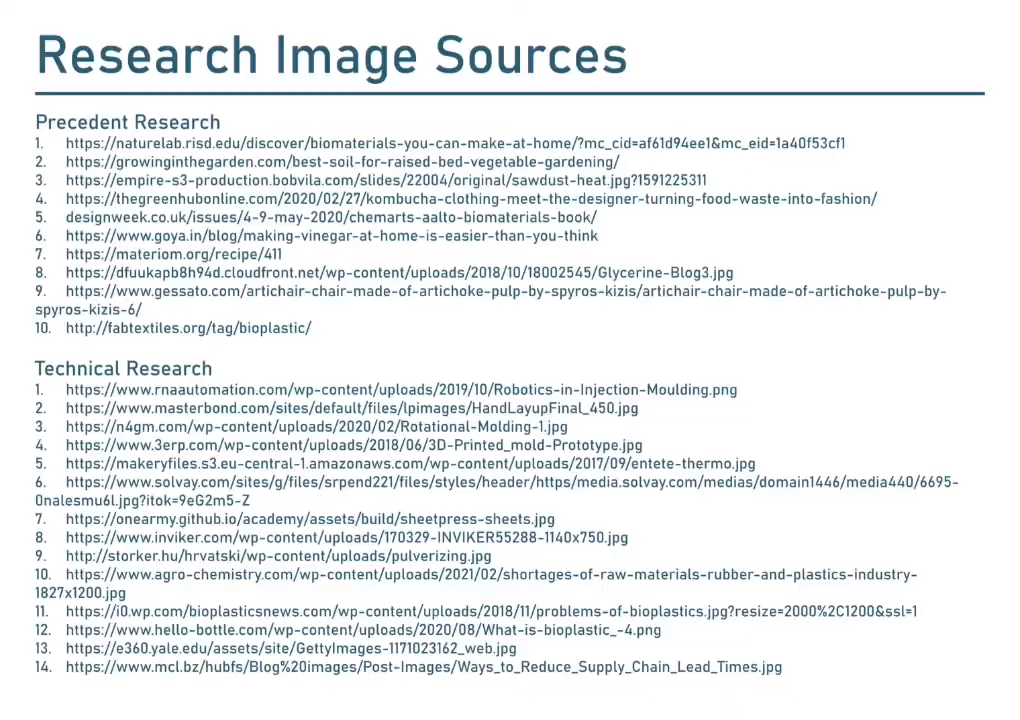 Research Image Sources
Precedent Research
1. https://naturelab.risd.edu/discover/biomaterials-you-can-make-at-home/?mc_cid=af61d94ee1&mc_eid=1a40f53cf1
2. https://growinginthegarden.com/best-soil-for-raised-bed-vegetable-gardening/
3. https://empire-s3-production.bobvila.com/slides/22004/original/sawdust-heat.jpg?1591225311
4. https://thegreenhubonline.com/2020/02/27/kombucha-clothing-meet-the-designer-turning-food-waste-into-fashion/
5. designweek.co.uk/issues/4-9-may-2020/chemarts-aalto-biomaterials-book/
6. https://www.goya.in/blog/making-vinegar-at-home-is-easier-than-you-think
7. https://materiom.org/recipe/411
8. https://dfuukapb8h94d.cloudfront.net/wp-content/uploads/2018/10/18002545/Glycerine-Blog3.jpg
9. https://www.gessato.com/artichair-chair-made-of-artichoke-pulp-by-spyros-kizis/artichair-chair-made-of-artichoke-pulp-by-
spyros-kizis-6/
10. http://fabtextiles.org/tag/bioplastic/
Technical Research
1. https://www.rnaautomation.com/wp-content/uploads/2019/10/Robotics-in-Injection-Moulding.png
2. https://www.masterbond.com/sites/default/files/lpimages/HandLayupFinal_450.jpg
3. https://n4gm.com/wp-content/uploads/2020/02/Rotational-Molding-1.jpg
4. https://www.3erp.com/wp-content/uploads/2018/06/3D-Printed_mold-Prototype.jpg
5. https://makeryfiles.s3.eu-central-1.amazonaws.com/wp-content/uploads/2017/09/entete-thermo.jpg
6. https://www.solvay.com/sites/g/files/srpend221/files/styles/header/https/media.solvay.com/medias/domain1446/media440/6695-
0nalesmu6l.jpg?itok=9eG2m5-Z
7. https://onearmy.github.io/academy/assets/build/sheetpress-sheets.jpg
8. https://www.inviker.com/wp-content/uploads/170329-INVIKER55288-1140x750.jpg
9. http://storker.hu/hrvatski/wp-content/uploads/pulverizing.jpg
10. https://www.agro-chemistry.com/wp-content/uploads/2021/02/shortages-of-raw-materials-rubber-and-plastics-industry-
1827x1200.jpg
11. https://i0.wp.com/bioplasticsnews.com/wp-content/uploads/2018/11/problems-of-bioplastics.jpg?resize=2000%2C1200&ssl=1
12. https://www.hello-bottle.com/wp-content/uploads/2020/08/What-is-bioplastic_-4.png
13. https://e360.yale.edu/assets/site/GettyImages-1171023162_web.jpg
14. https://www.mcl.bz/hubfs/Blog%20images/Post-Images/Ways_to_Reduce_Supply_Chain_Lead_Times.jpg